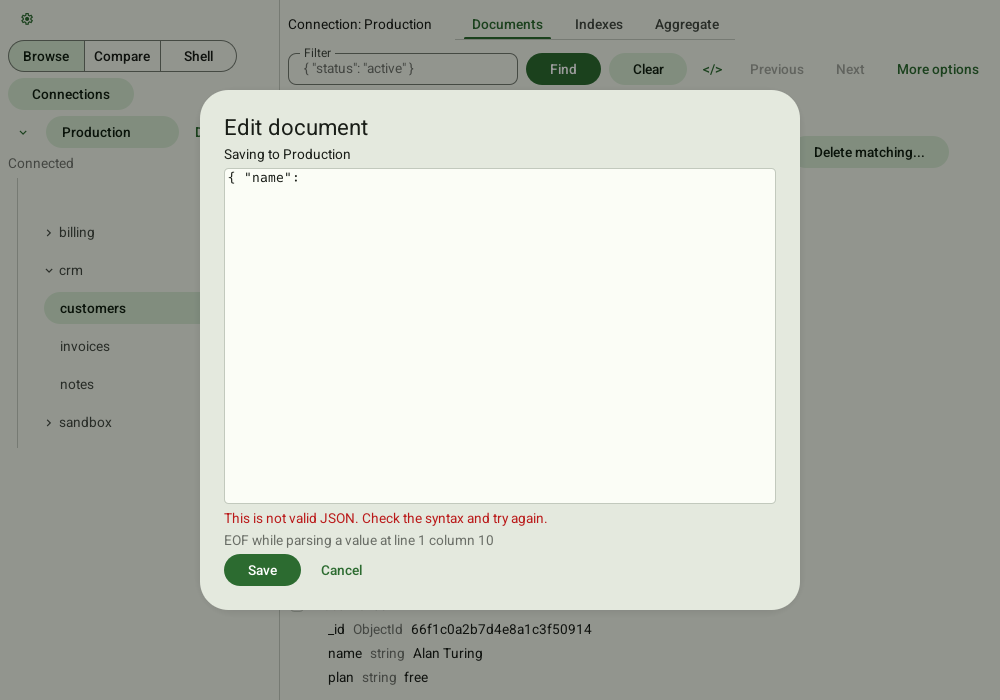 Connection: Production
Documents
Indexes
Aggregate
Browse
Compare
Shell
Filter
{ "status": "active" }
Find
Clear
</>
Previous
Next
More options
Connections
Production
Connected
Delete matching...
billing
crm
customers
invoices
notes
sandbox
Edit document
Saving to Production
{ "name":
This is not valid JSON. Check the syntax and try again.
EOF while parsing a value at line 1 column 10
Save
Cancel
_id ObjectId 66f1c0a2b7d4e8a1c3f50914
name string Alan Turing
plan string free